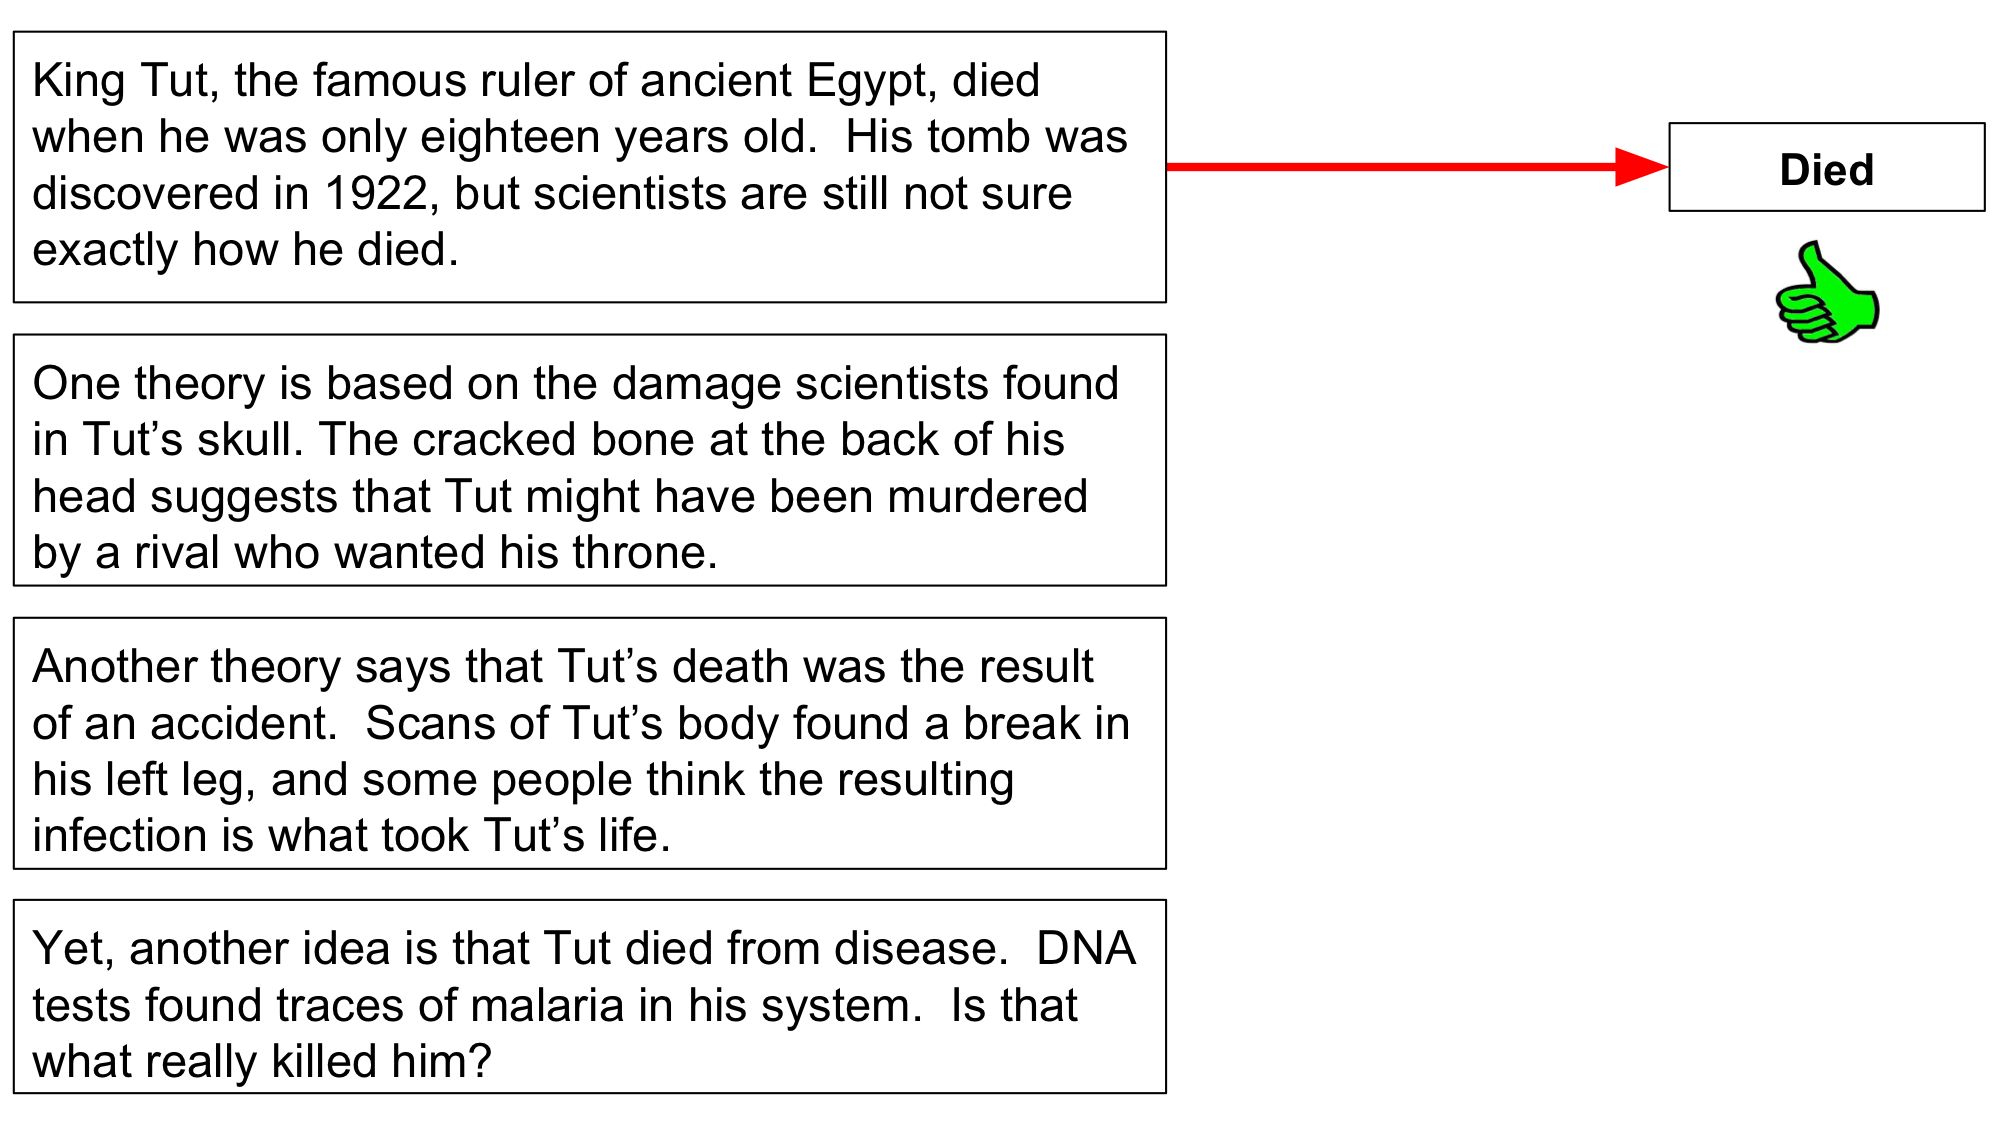 King Tut, the famous ruler of ancient Egypt, died
when he was only eighteen years old.  His tomb was
discovered in 1922, but scientists are still not sure
exactly how he died.
Died
One theory is based on the damage scientists found
in Tut’s skull. The cracked bone at the back of his
head suggests that Tut might have been murdered
by a rival who wanted his throne.
Another theory says that Tut’s death was the result
of an accident.  Scans of Tut’s body found a break in
his left leg, and some people think the resulting
infection is what took Tut’s life.
Yet, another idea is that Tut died from disease.  DNA
tests found traces of malaria in his system.  Is that
what really killed him?